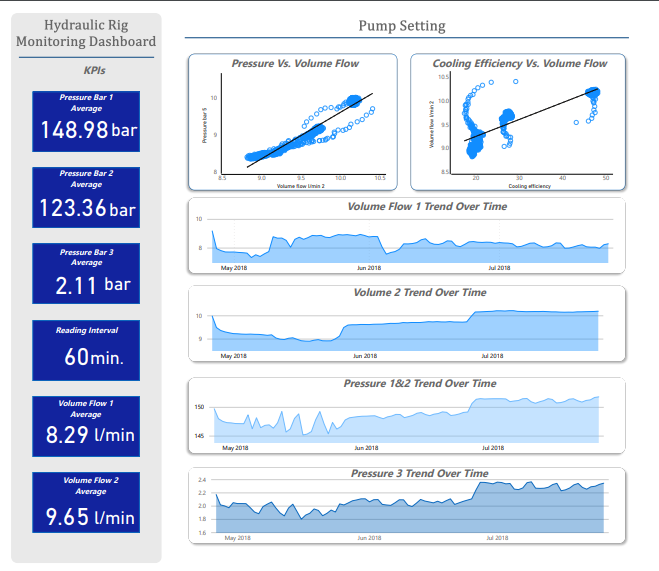 Hydraulic Rig
Monitoring Dashboard
KPIs
Pressure Bar 1
Average
148.98 bar
Pressure Bar 2
Average
123.36 bar
Pressure Bar 3
Average
2.11 bar
Reading Interval
60 min.
Volume Flow 1
Average
8.29 l/min
Volume Flow 2
Average
9.65 l/min
Pump Setting
Pressure Vs. Volume Flow
Pressure bar 5
10
9
8
8.5 9.0 9.5 10.0 10.5
Volume flow l/min 2
Cooling Efficiency Vs. Volume Flow
Volume flow l/min 2
10.5
10.0
9.5
9.0
8.5
20 30 40 50
Cooling efficiency
Volume Flow 1 Trend Over Time
10
8
May 2018 Jun 2018 Jul 2018
Volume 2 Trend Over Time
10
9
May 2018 Jun 2018 Jul 2018
Pressure 1&2 Trend Over Time
150
145
May 2018 Jun 2018 Jul 2018
Pressure 3 Trend Over Time
2.4
2.2
2.0
1.8
1.6
May 2018 Jun 2018 Jul 2018